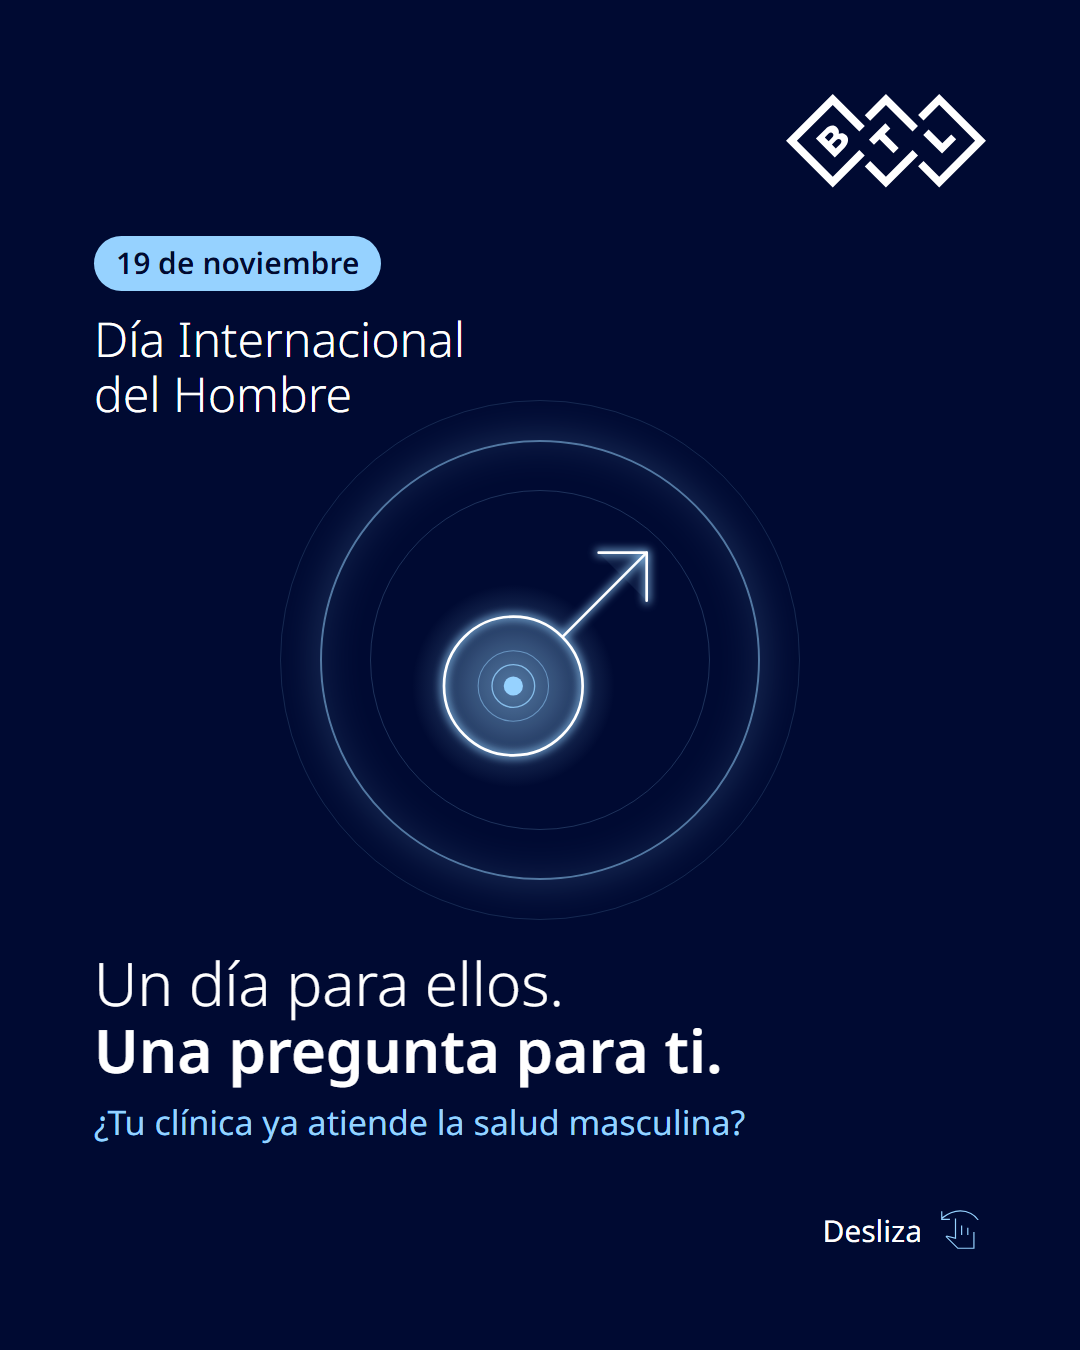 BTL
19 de noviembre
Día Internacional
del Hombre
Un día para ellos.
Una pregunta para ti.
¿Tu clínica ya atiende la salud masculina?
Desliza